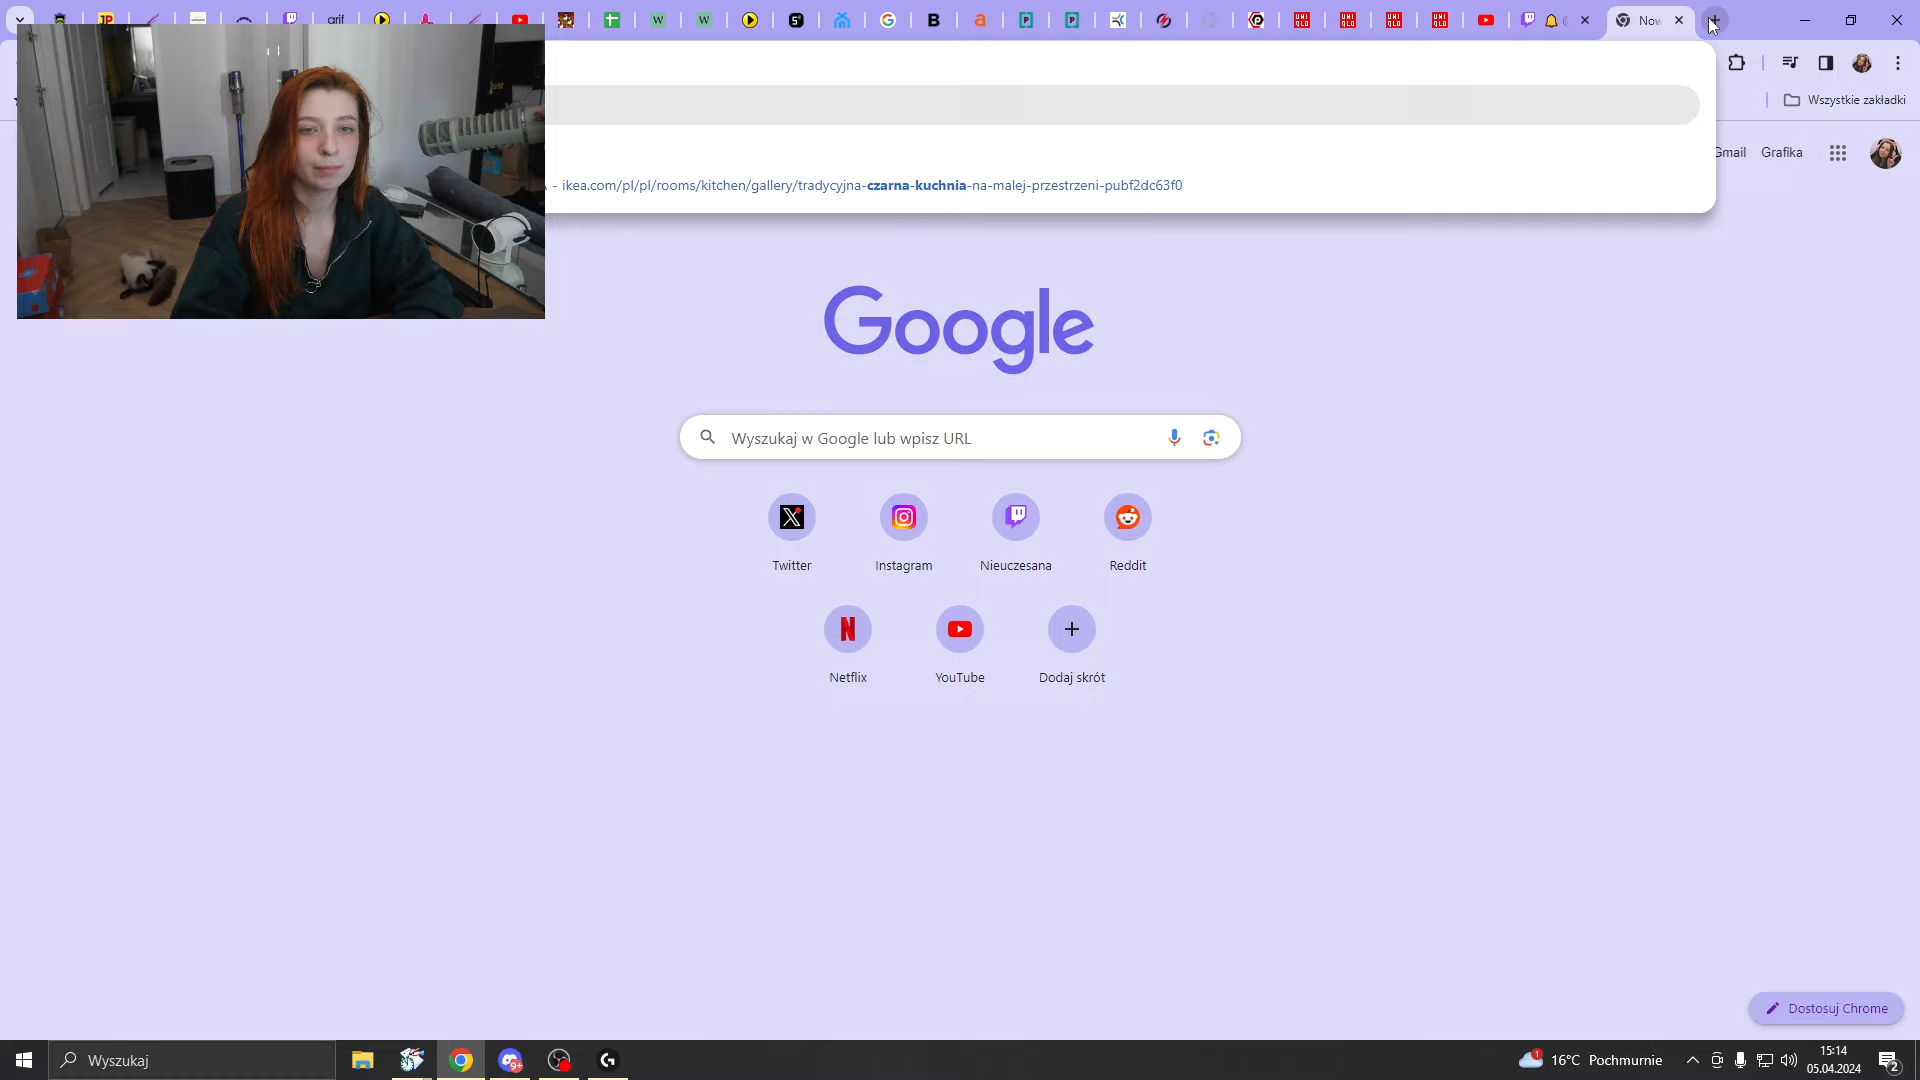 grif
Now
ikea.com/pl/pl/rooms/kitchen/gallery/tradycyjna-czarna-kuchnia-na-malej-przestrzeni-pubf2dc63f0
Wszystkie zakładki
Gmail Grafika
Google
Wyszukaj w Google lub wpisz URL
Twitter Instagram Nieuczesana Reddit
Netflix YouTube Dodaj skrót
Dostosuj Chrome
Wyszukaj
16°C Pochmurnie
15:14
05.04.2024